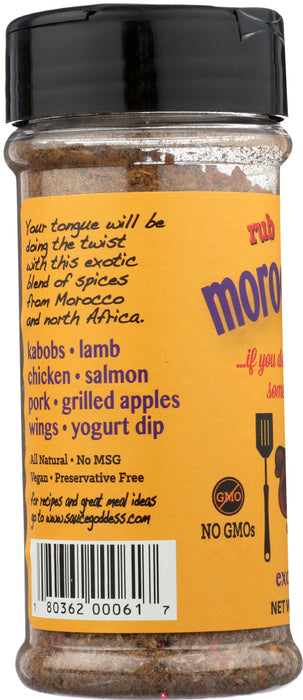 Your tongue will be
doing the twist
with this exotic
blend of spices
from Morocco
and north Africa.
kabobs • lamb
chicken • salmon
pork • grilled apples
wings • yogurt dip
All Natural • No MSG
Vegan • Preservative Free
for recipes and great meal ideas
go to www.saucegoddess.com
1 80362 00061 7
rub
...if you
GMO
NO GMOs
NET